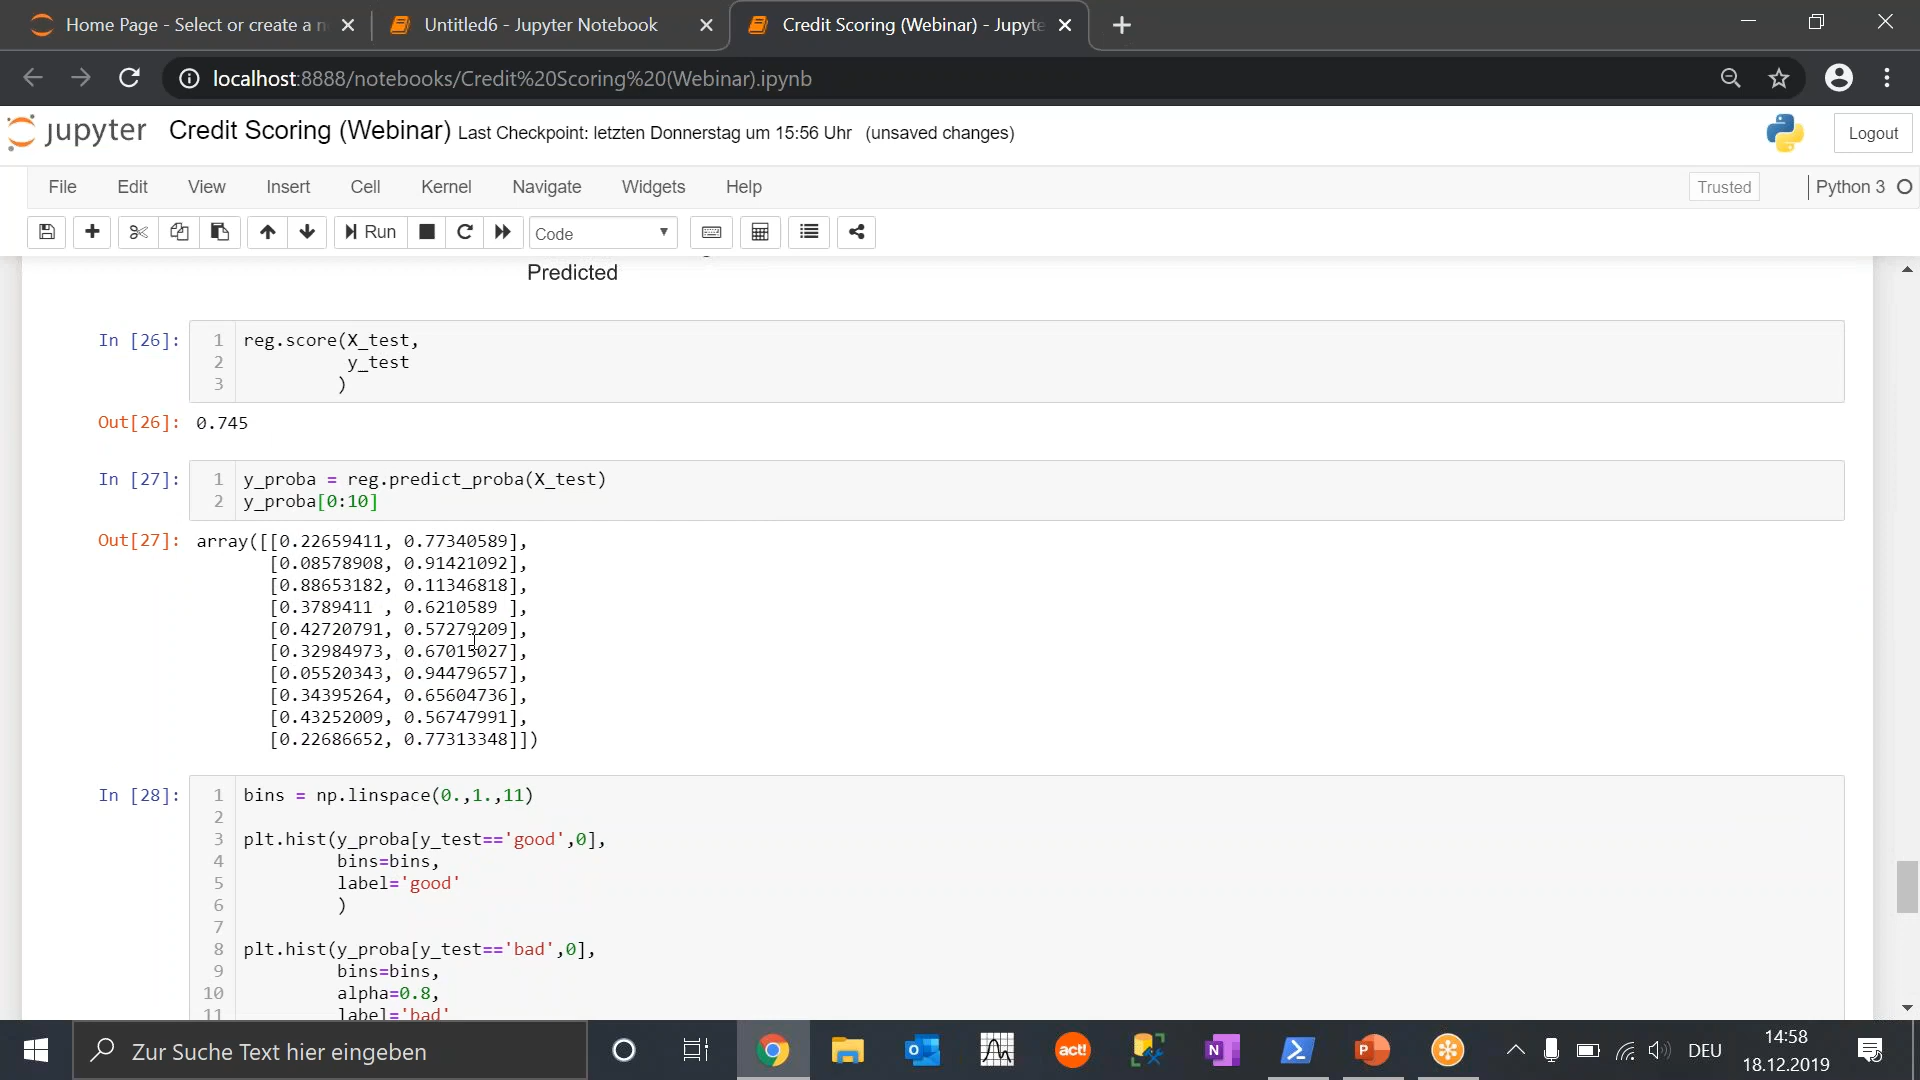 Home Page - Select or create a n
Untitled6 - Jupyter Notebook
Credit Scoring (Webinar) - Jupyte
localhost:8888/notebooks/Credit%20Scoring%20(Webinar).ipynb
jupyter Credit Scoring (Webinar) Last Checkpoint: letzten Donnerstag um 15:56 Uhr (unsaved changes)
Logout
File Edit View Insert Cell Kernel Navigate Widgets Help
Trusted
Python 3
Run
Code
Predicted
In [26]:
1 reg.score(X_test,
2 y_test
3 )
Out[26]: 0.745
In [27]:
1 y_proba = reg.predict_proba(X_test)
2 y_proba[0:10]
Out[27]: array([[0.22659411, 0.77340589],
[0.08578908, 0.91421092],
[0.88653182, 0.11346818],
[0.3789411 , 0.6210589 ],
[0.42720791, 0.57279209],
[0.32984973, 0.67015027],
[0.05520343, 0.94479657],
[0.34395264, 0.65604736],
[0.43252009, 0.56747991],
[0.22686652, 0.77313348]])
In [28]:
1 bins = np.linspace(0.,1.,11)
2
3 plt.hist(y_proba[y_test=='good',0],
4 bins=bins,
5 label='good'
6 )
7
8 plt.hist(y_proba[y_test=='bad',0],
9 bins=bins,
10 alpha=0.8,
11 label='bad'
Zur Suche Text hier eingeben
act!
DEU
14:58
18.12.2019